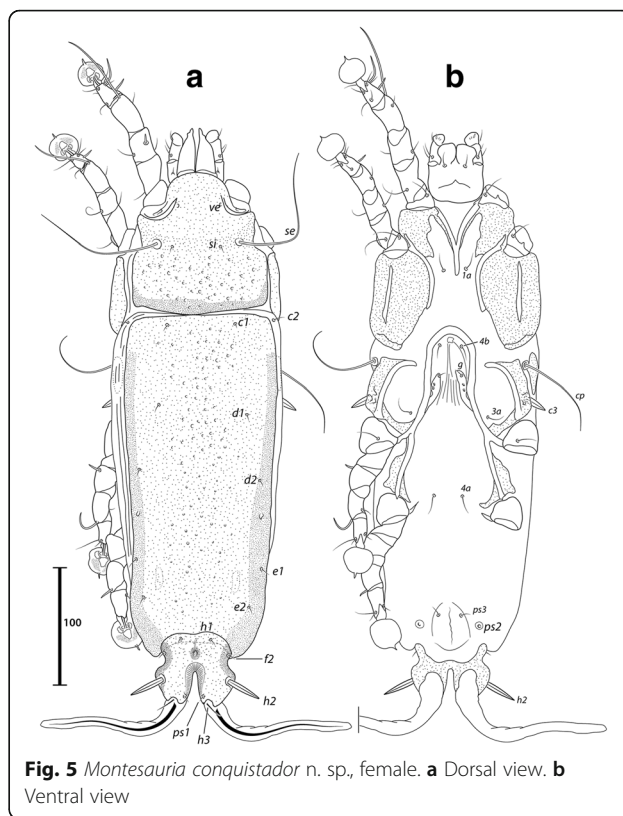 a
b
ve
se
si
c2
c1
d1
d2
e1
e2
h1
f2
h2
ps1
h3
100
1a
4b
g
cp
c3
3a
4a
ps3
ps2
h2
Fig. 5 Montesauria conquistador n. sp., female. a Dorsal view. b
Ventral view